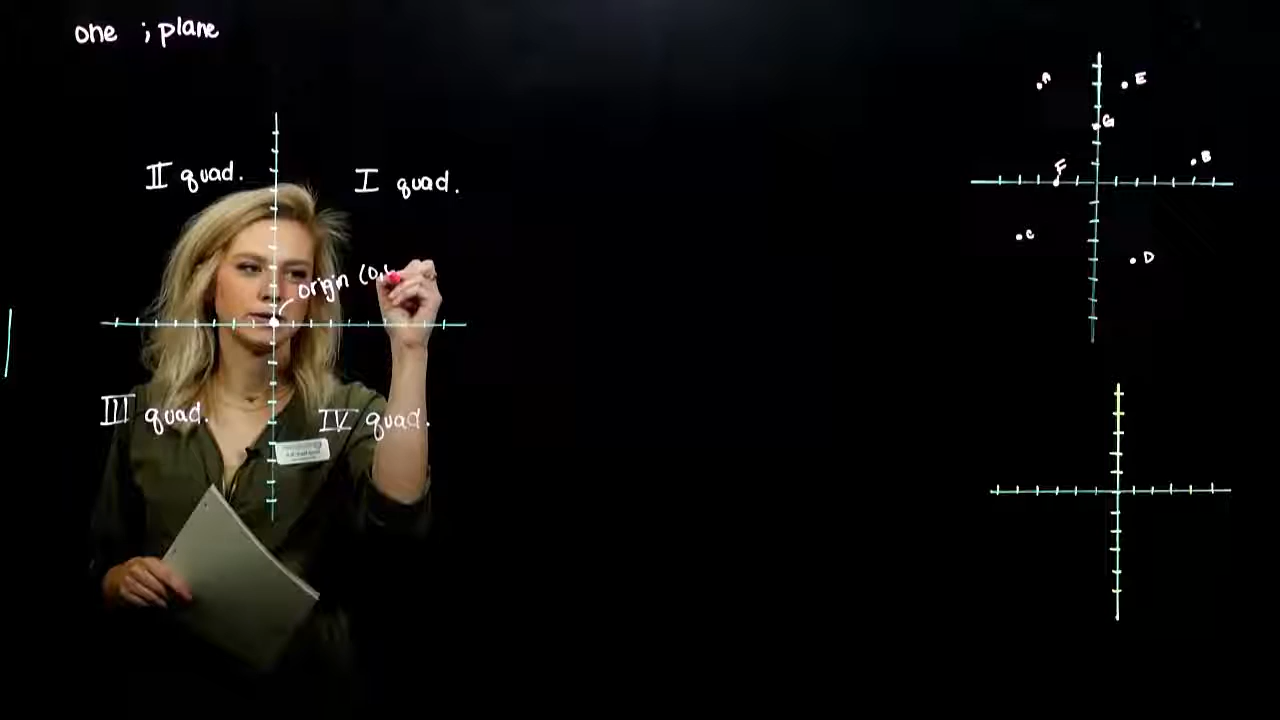 one ; plane
II quad.
I quad.
origin (0,
III quad.
IV quad.
A
E
G
B
F
C
D